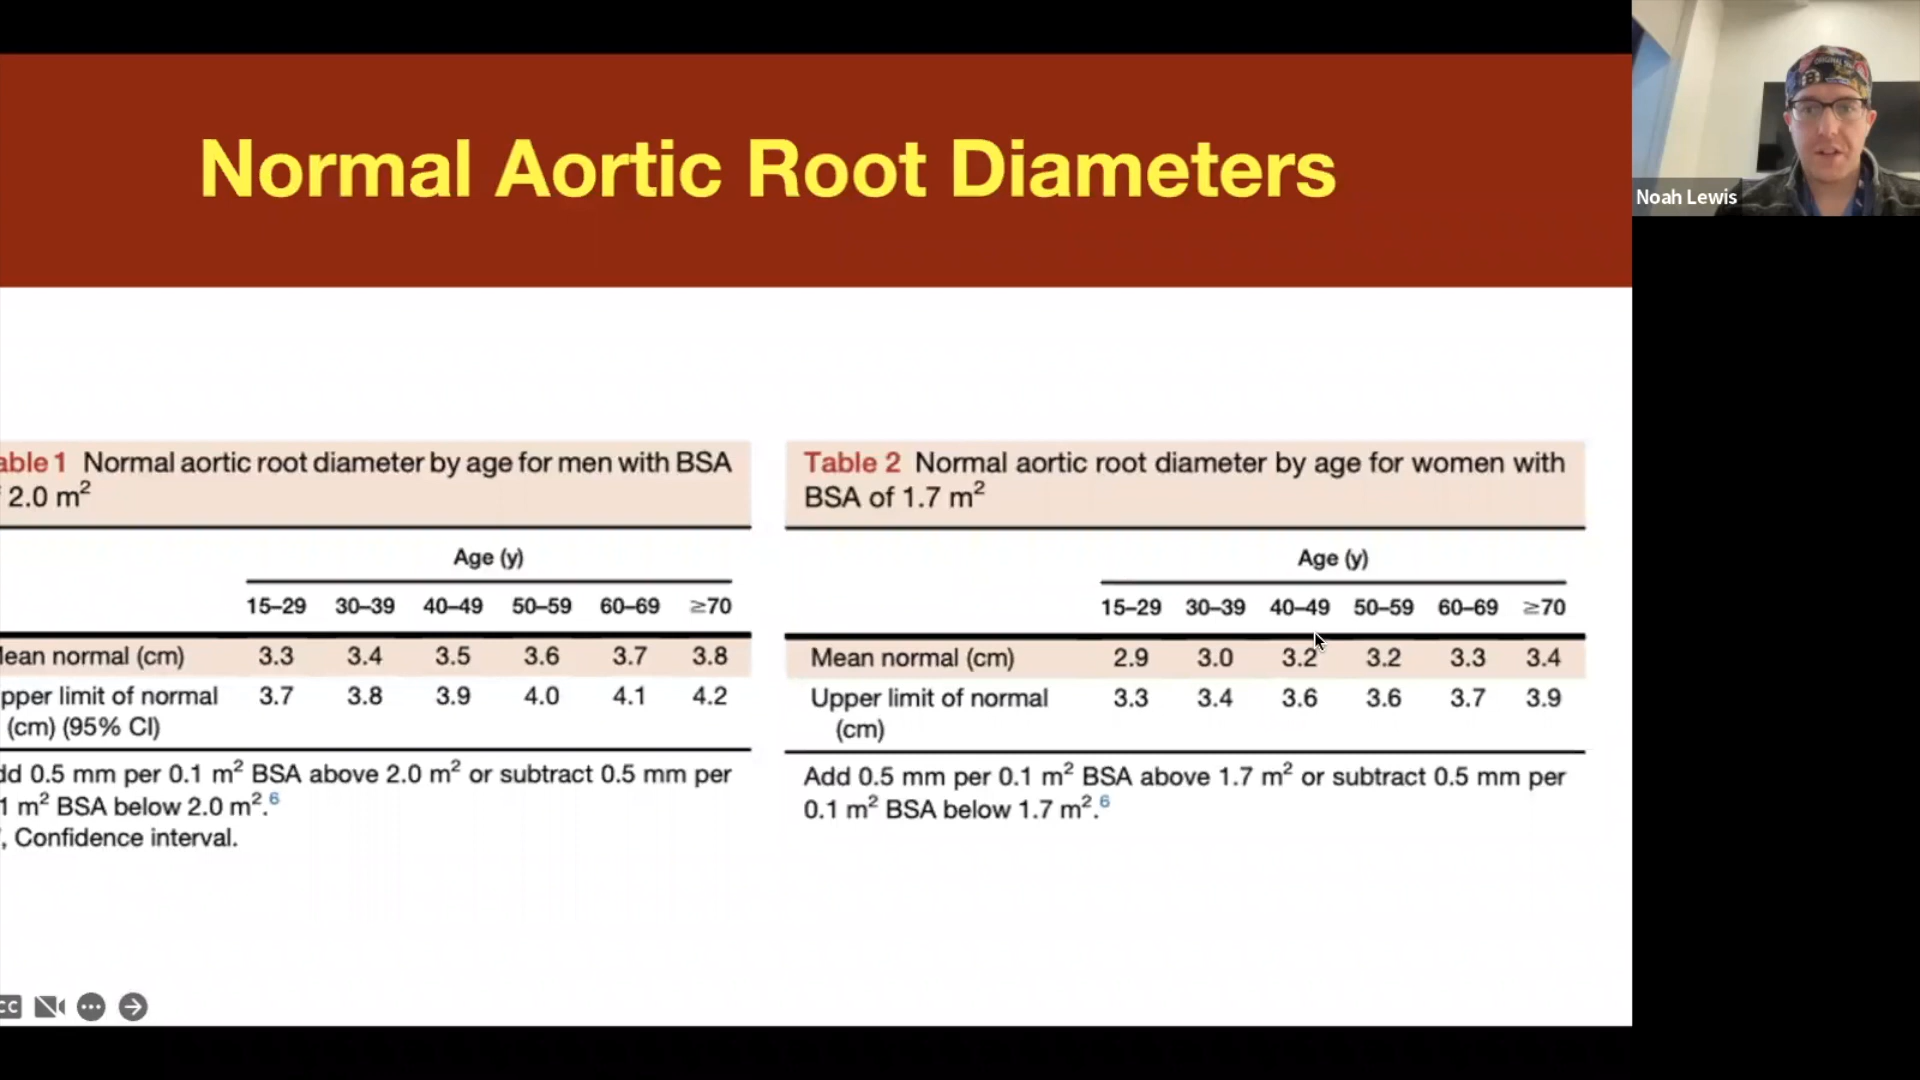 Normal Aortic Root Diameters
Noah Lewis
able 1 Normal aortic root diameter by age for men with BSA
2.0 m²
Age (y)
15–29 30–39 40–49 50–59 60–69 ≥70
ean normal (cm) 3.3 3.4 3.5 3.6 3.7 3.8
pper limit of normal 3.7 3.8 3.9 4.0 4.1 4.2
(cm) (95% CI)
dd 0.5 mm per 0.1 m² BSA above 2.0 m² or subtract 0.5 mm per
1 m² BSA below 2.0 m².⁶
, Confidence interval.
Table 2 Normal aortic root diameter by age for women with
BSA of 1.7 m²
Age (y)
15–29 30–39 40–49 50–59 60–69 ≥70
Mean normal (cm) 2.9 3.0 3.2 3.2 3.3 3.4
Upper limit of normal 3.3 3.4 3.6 3.6 3.7 3.9
(cm)
Add 0.5 mm per 0.1 m² BSA above 1.7 m² or subtract 0.5 mm per
0.1 m² BSA below 1.7 m².⁶
CC